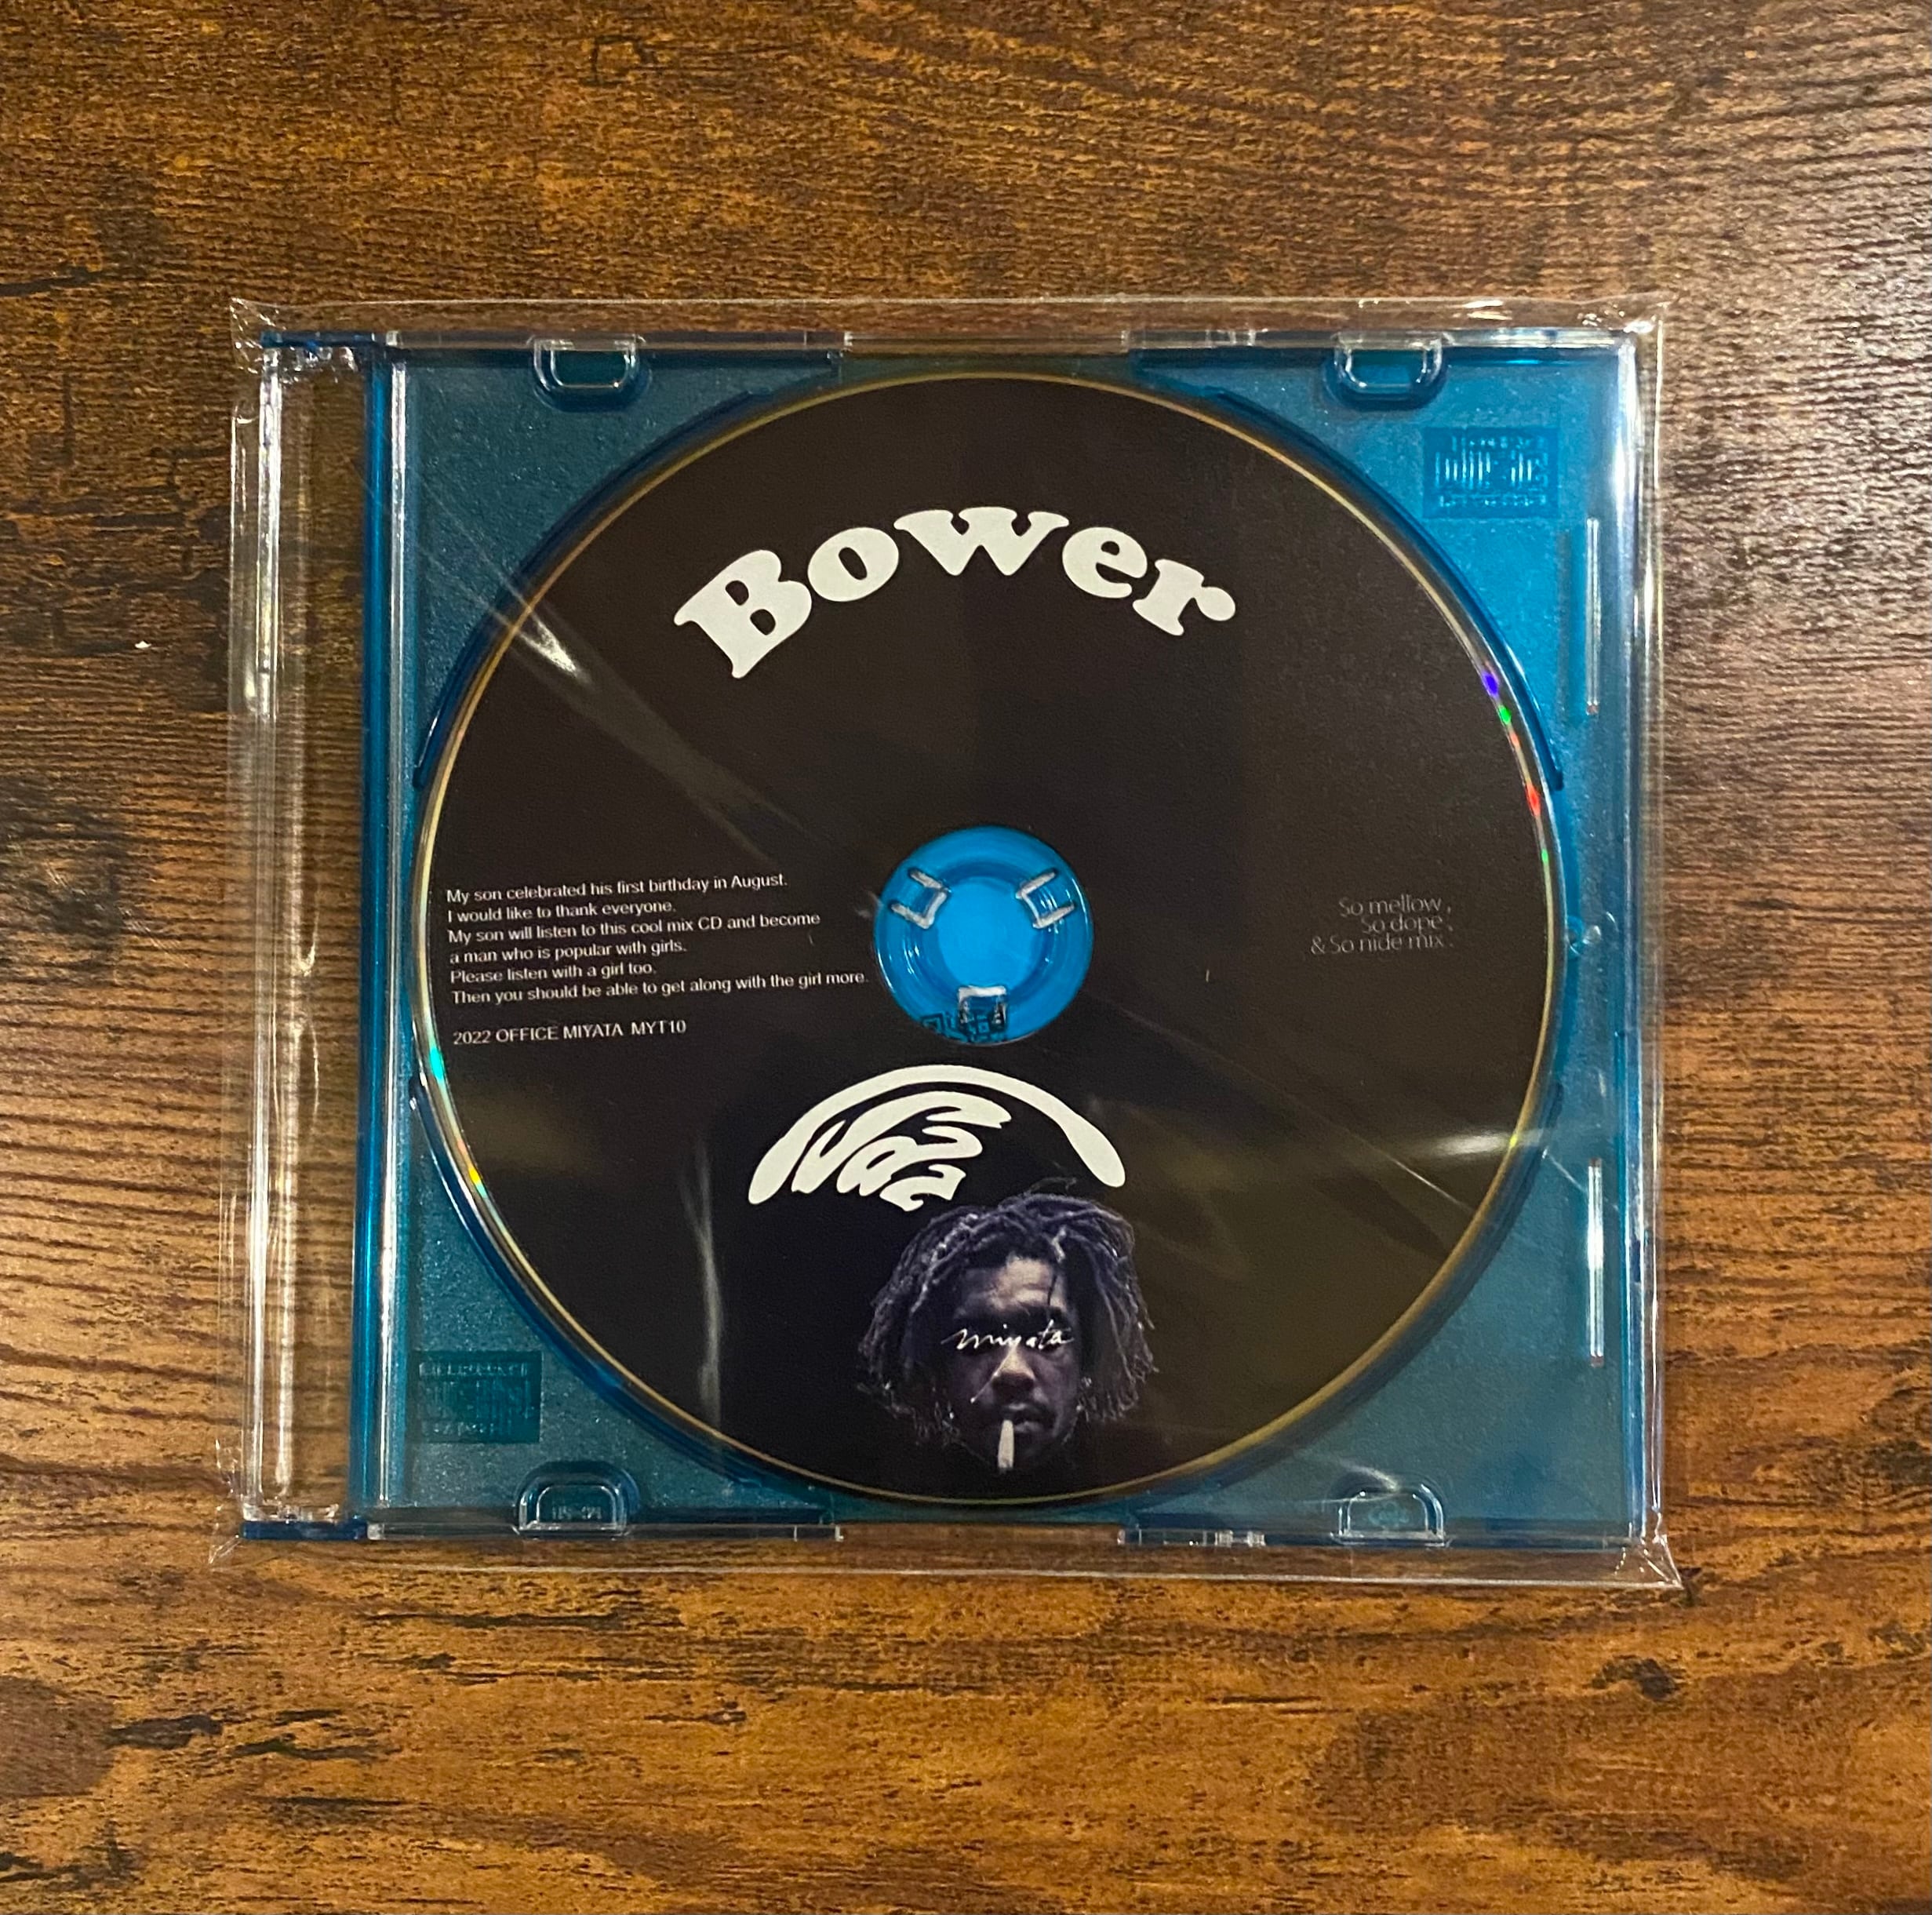 Bower
My son celebrated his first birthday in August.
I would like to thank everyone.
My son will listen to this cool mix CD and become
a man who is popular with girls.
Please listen with a girl too.
Then you should be able to get along with the girl more.
2022 OFFICE MIYATA MYT10
So mellow,
So dope,
& So nide mix.
miyata